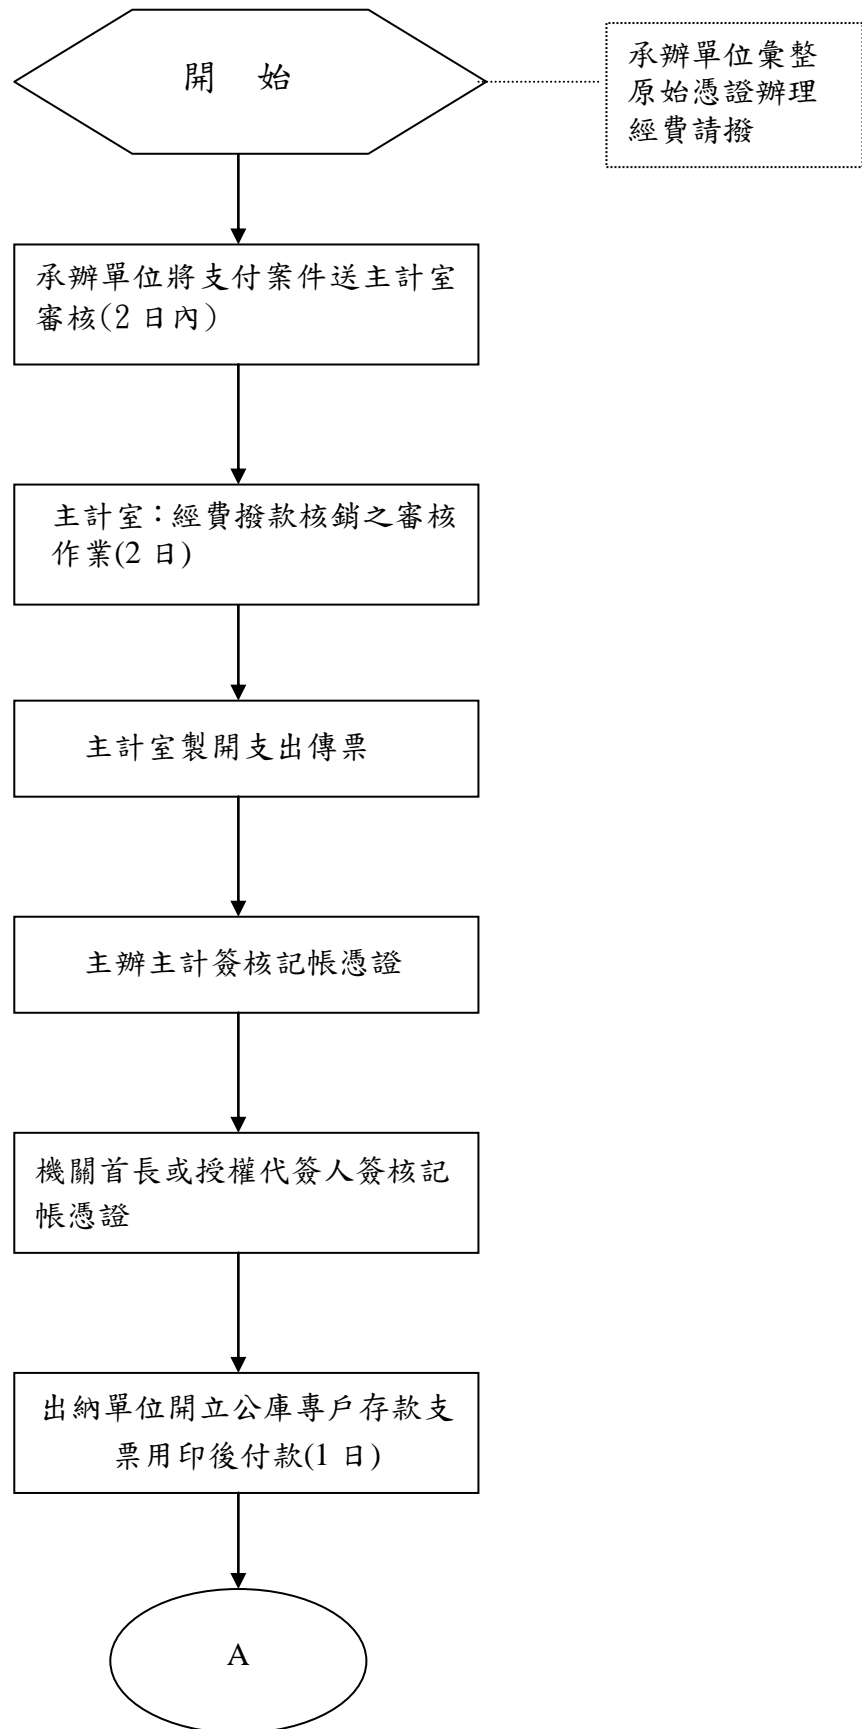 開 始
承辦單位彙整
原始憑證辦理
經費請撥
承辦單位將支付案件送主計室
審核(2 日內)
主計室：經費撥款核銷之審核
作業(2 日)
主計室製開支出傳票
主辦主計簽核記帳憑證
機關首長或授權代簽人簽核記
帳憑證
出納單位開立公庫專戶存款支
票用印後付款(1 日)
A